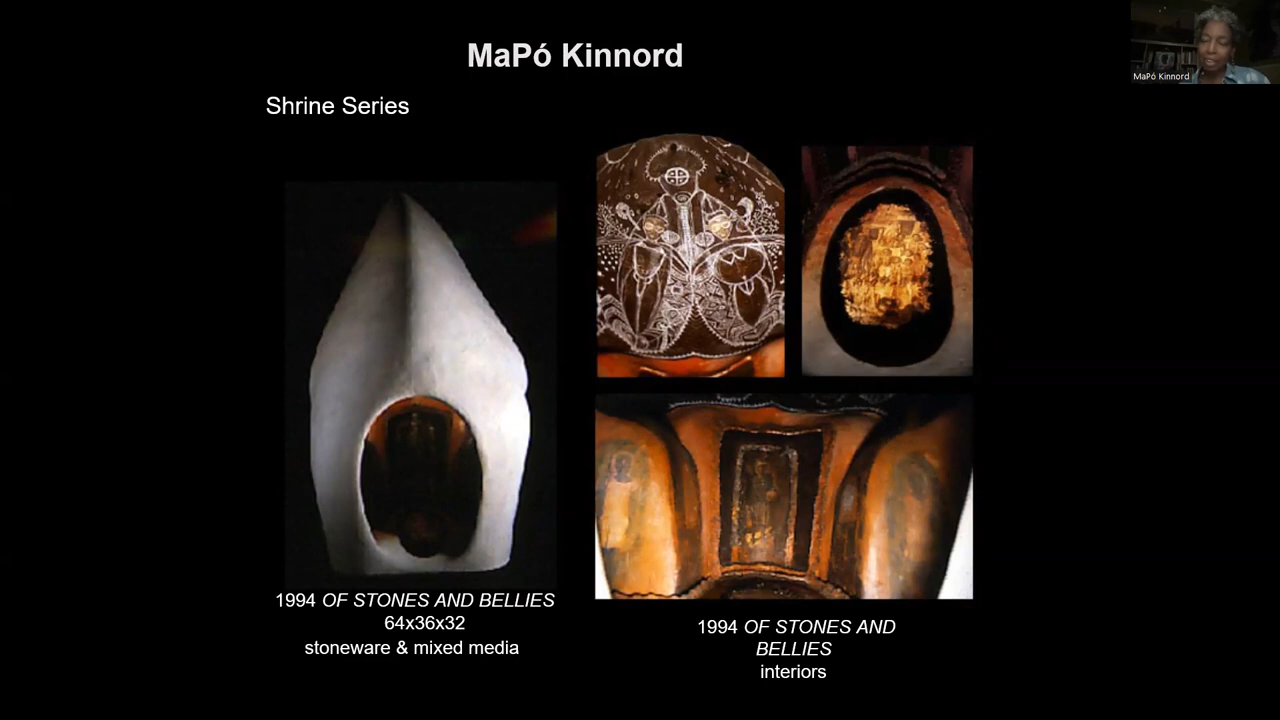 MaPó Kinnord
MaPó Kinnord
Shrine Series
1994 OF STONES AND BELLIES
64x36x32
stoneware & mixed media
1994 OF STONES AND
BELLIES
interiors